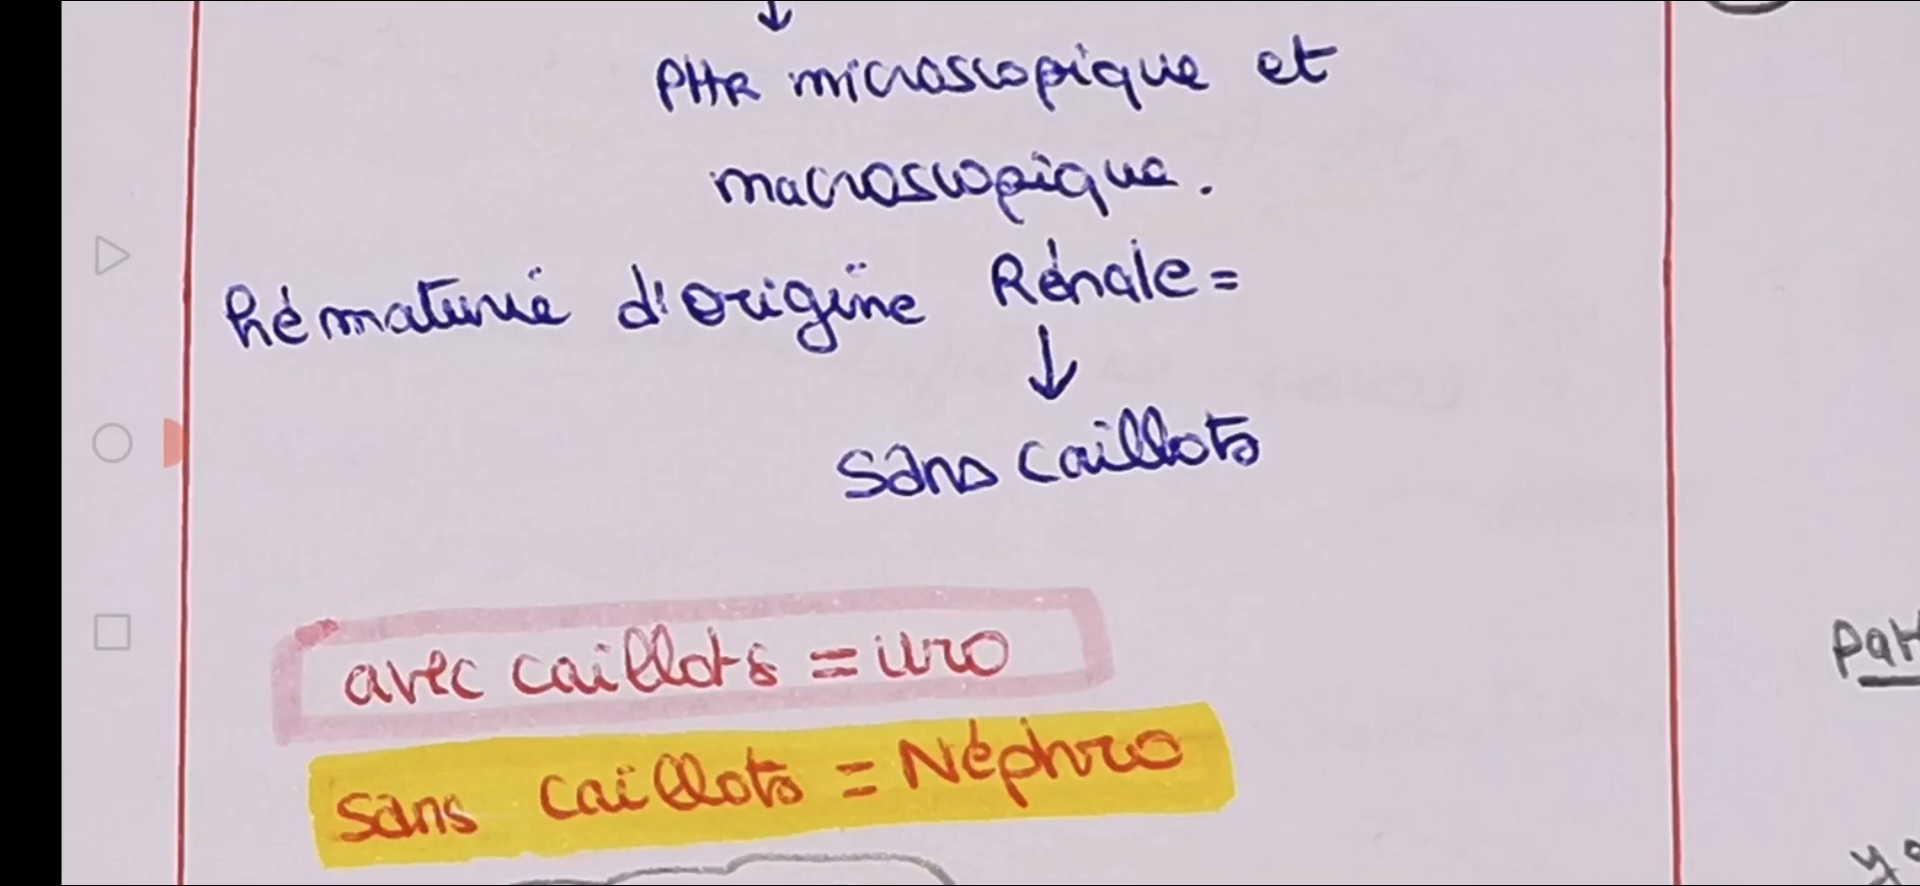 PHR microscopique et
macroscopique.
hématurie d'origine Rénale =
sans caillots
avec caillots = uro
sans caillots = Néphro